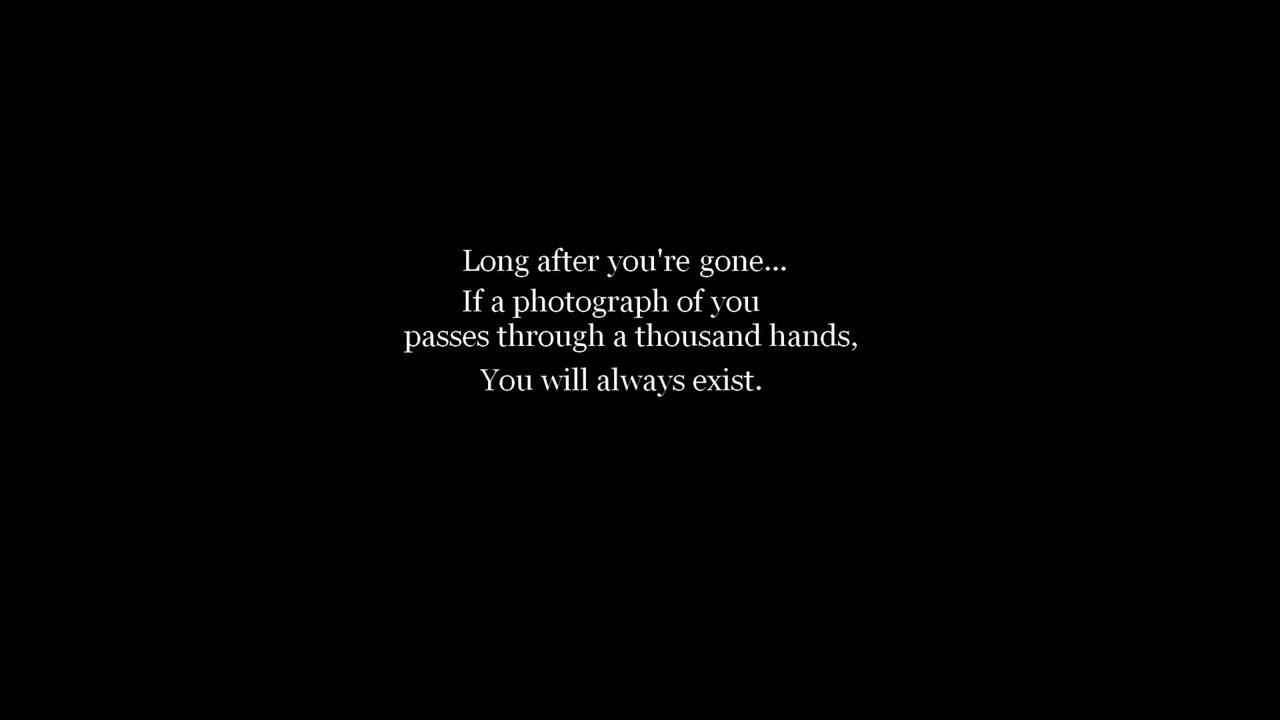 Long after you're gone...
If a photograph of you
passes through a thousand hands,
You will always exist.